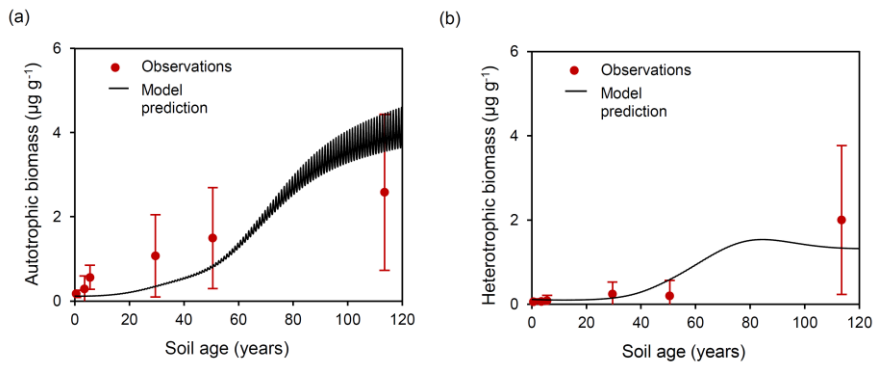 (a)
6
4
2
0
Autotrophic biomass (µg g⁻¹)
Observations
Model
prediction
0 20 40 60 80 100 120
Soil age (years)
(b)
6
4
2
0
Heterotrophic biomass (µg g⁻¹)
Observations
Model
prediction
0 20 40 60 80 100 120
Soil age (years)